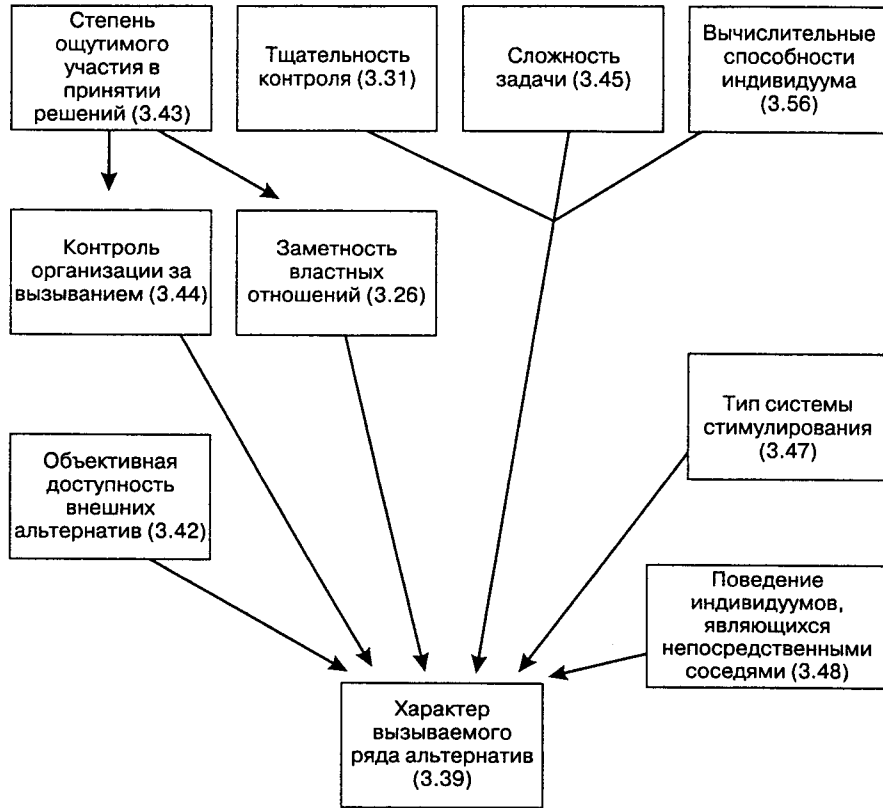 Степень
ощутимого
участия в
принятии
решений (3.43)
Тщательность
контроля (3.31)
Сложность
задачи (3.45)
Вычислительные
способности
индивидуума
(3.56)
Контроль
организации за
вызыванием (3.44)
Заметность
властных
отношений (3.26)
Тип системы
стимулирования
(3.47)
Объективная
доступность
внешних
альтернатив (3.42)
Поведение
индивидуумов,
являющихся
непосредственными
соседями (3.48)
Характер
вызываемого
ряда альтернатив
(3.39)